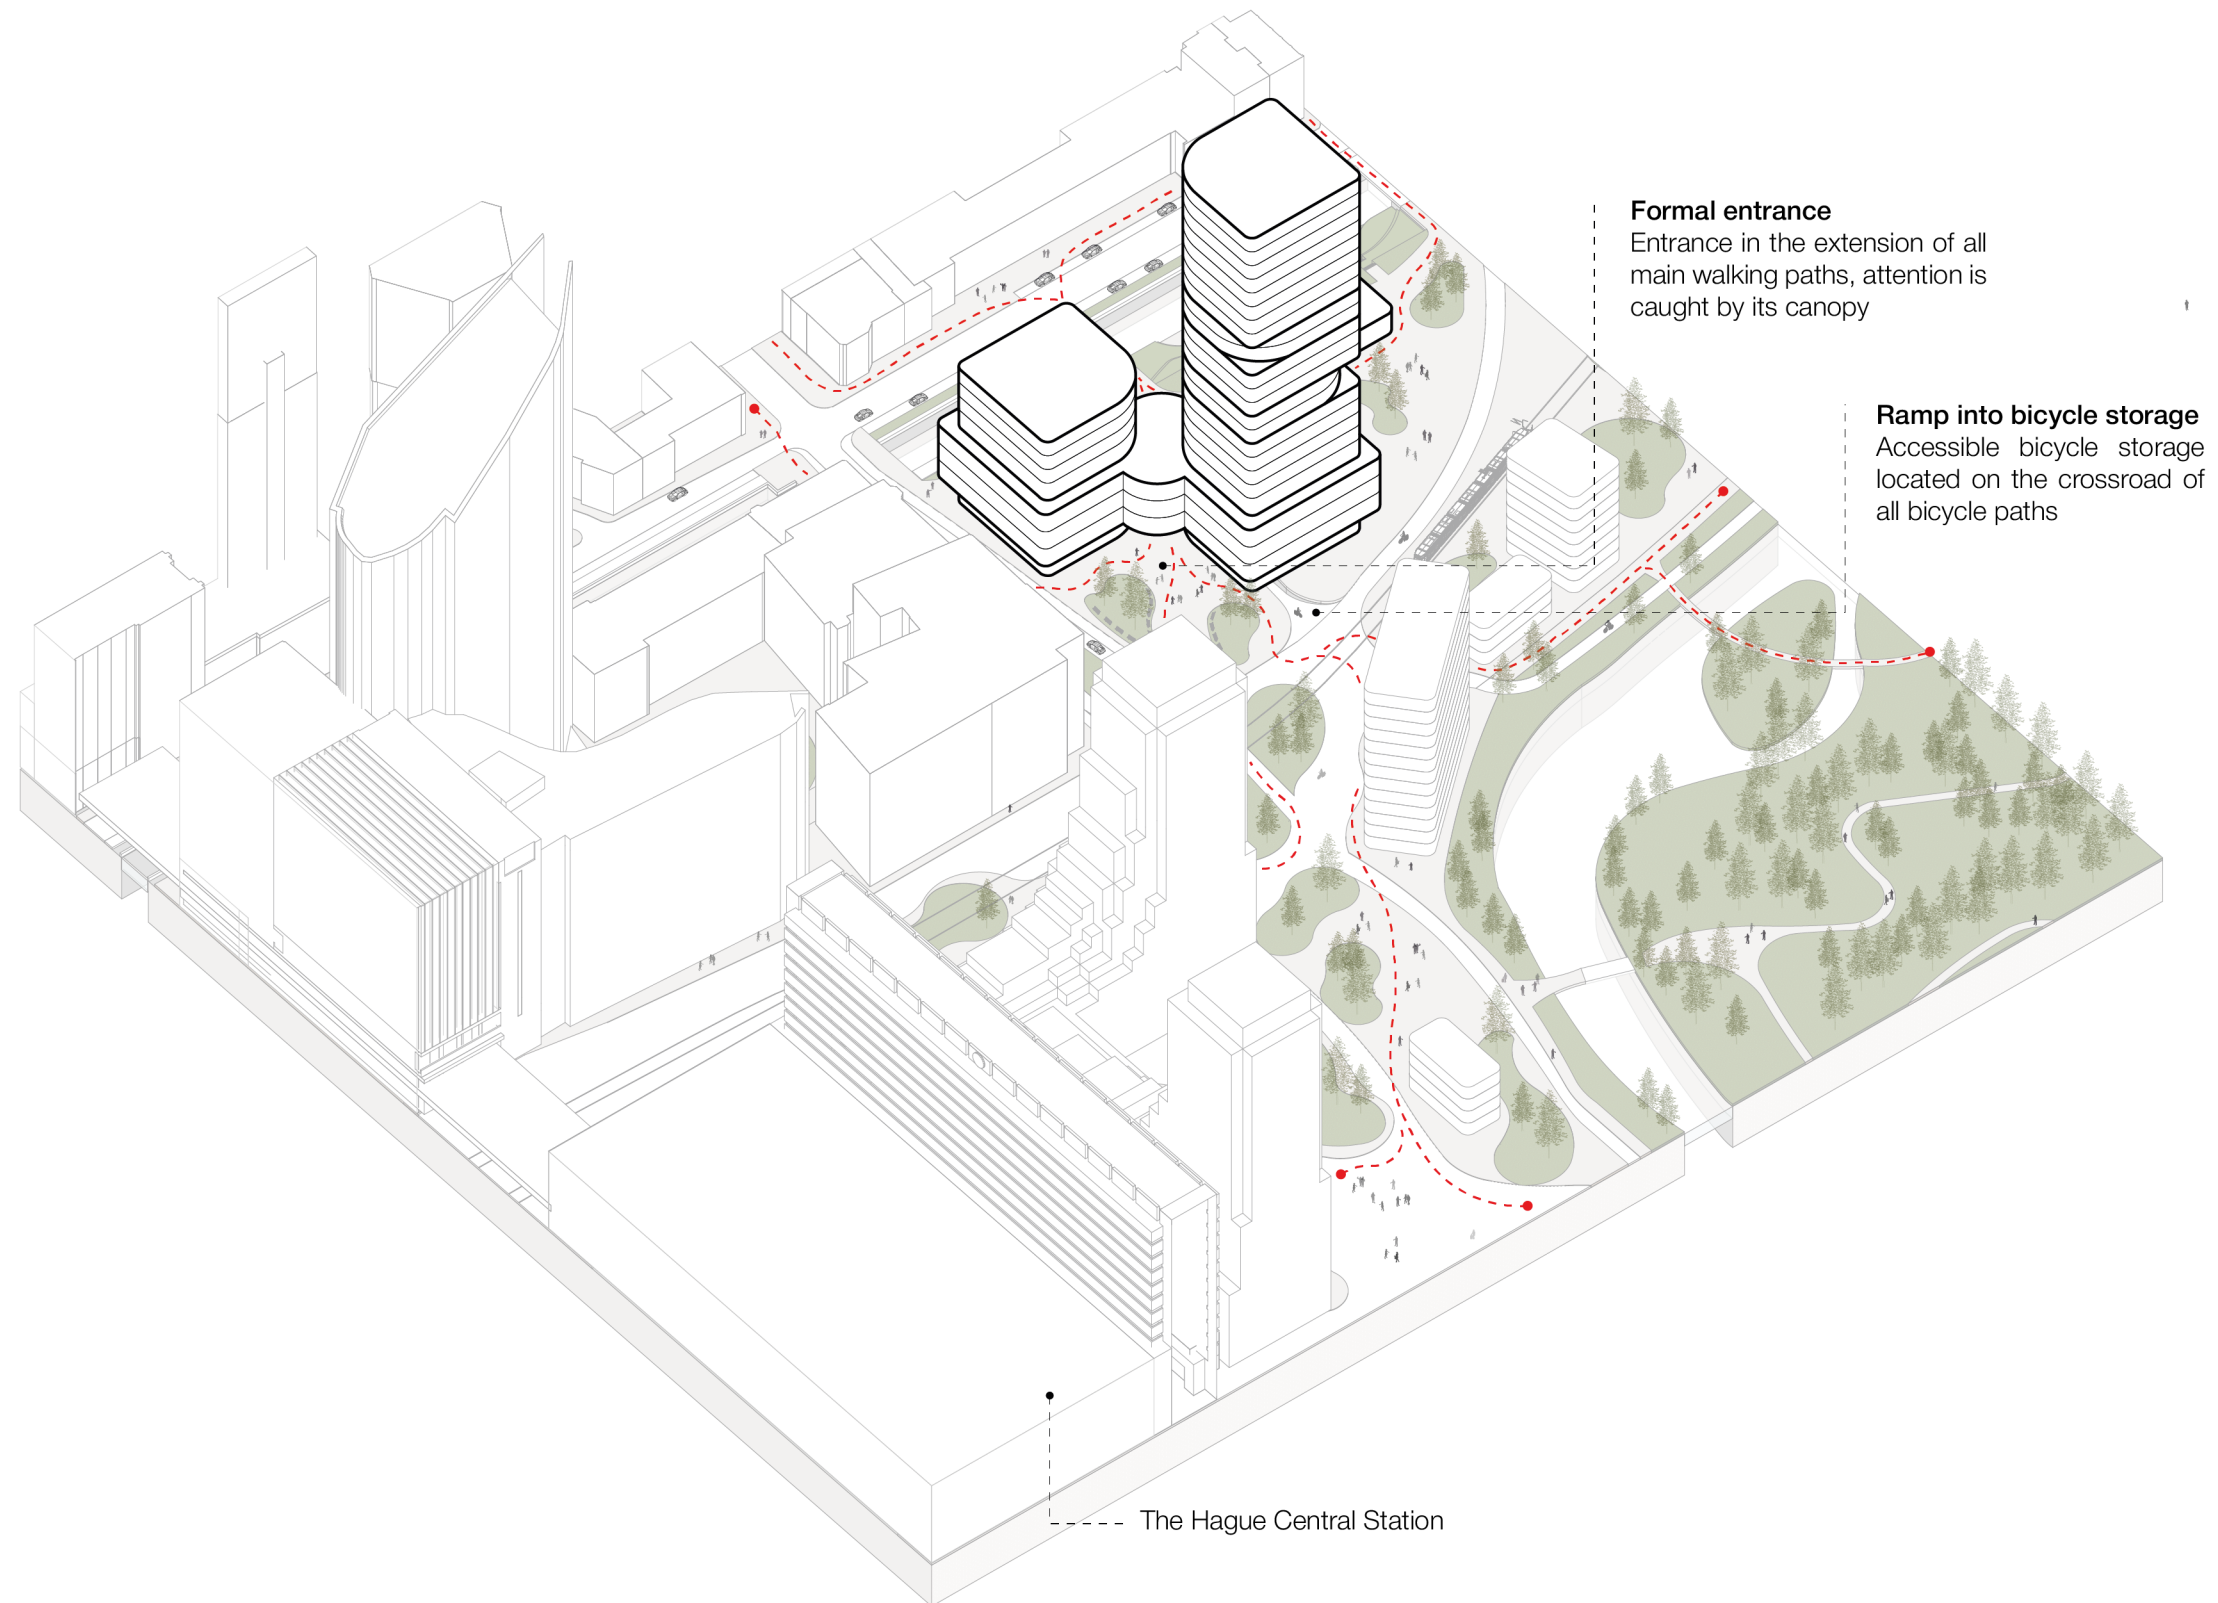 Formal entrance
Entrance in the extension of all
main walking paths, attention is
caught by its canopy
Ramp into bicycle storage
Accessible bicycle storage
located on the crossroad of
all bicycle paths
The Hague Central Station